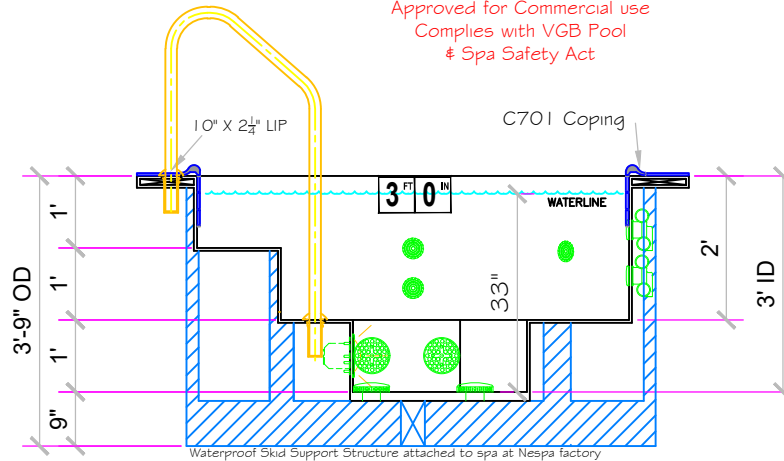 Approved for Commercial use
Complies with VGB Pool
& Spa Safety Act
10" X 2¼" LIP
C701 Coping
3 FT 0 IN
WATERLINE
1'
1'
1'
9"
3'-9" OD
33"
2'
3' ID
Waterproof Skid Support Structure attached to spa at Nespa factory